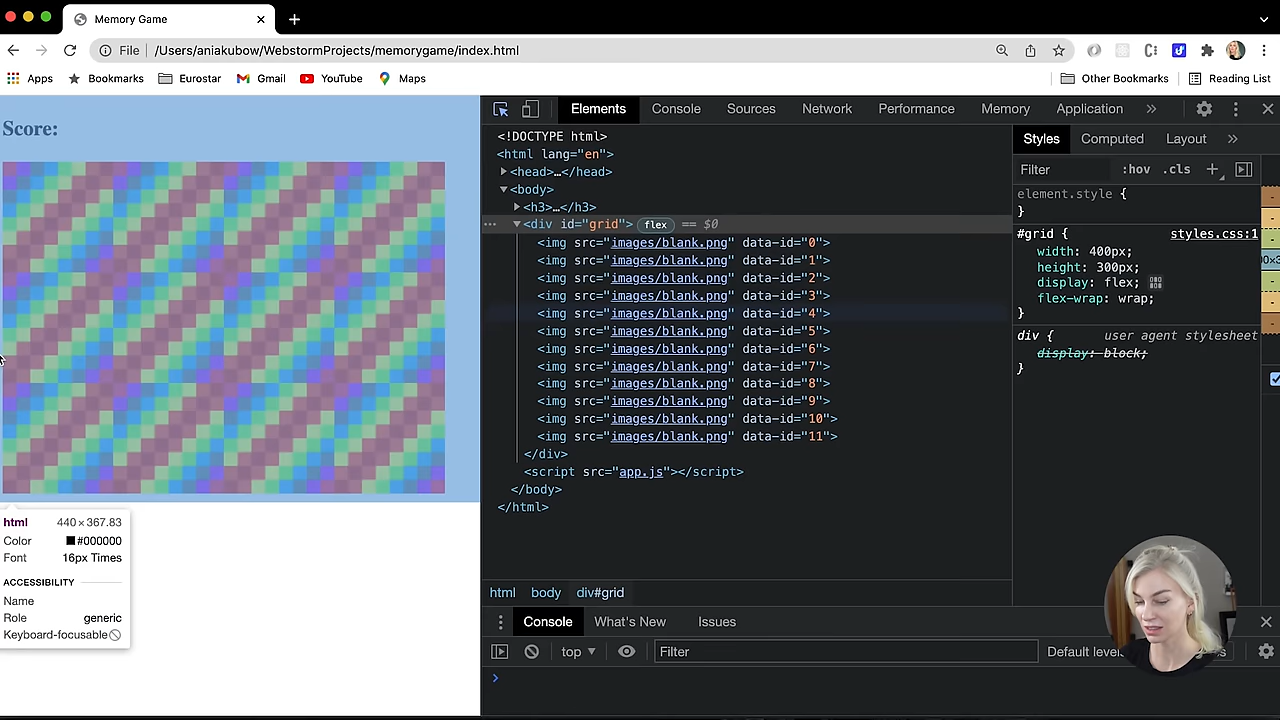 Memory Game
File /Users/aniakubow/WebstormProjects/memorygame/index.html
Apps Bookmarks Eurostar Gmail YouTube Maps Other Bookmarks Reading List
Score:
html 440 × 367.83
Color #000000
Font 16px Times
ACCESSIBILITY
Name
Role generic
Keyboard-focusable
Elements Console Sources Network Performance Memory Application »
<!DOCTYPE html>
<html lang="en">
<head>…</head>
<body>
<h3>…</h3>
<div id="grid"> flex == $0
<img src="images/blank.png" data-id="0">
<img src="images/blank.png" data-id="1">
<img src="images/blank.png" data-id="2">
<img src="images/blank.png" data-id="3">
<img src="images/blank.png" data-id="4">
<img src="images/blank.png" data-id="5">
<img src="images/blank.png" data-id="6">
<img src="images/blank.png" data-id="7">
<img src="images/blank.png" data-id="8">
<img src="images/blank.png" data-id="9">
<img src="images/blank.png" data-id="10">
<img src="images/blank.png" data-id="11">
</div>
<script src="app.js"></script>
</body>
</html>
html body div#grid
Styles Computed Layout »
Filter :hov .cls +
element.style {
}
#grid { styles.css:1
width: 400px;
height: 300px;
display: flex;
flex-wrap: wrap;
}
div { user agent stylesheet
display: block;
}
Console What's New Issues
top Filter